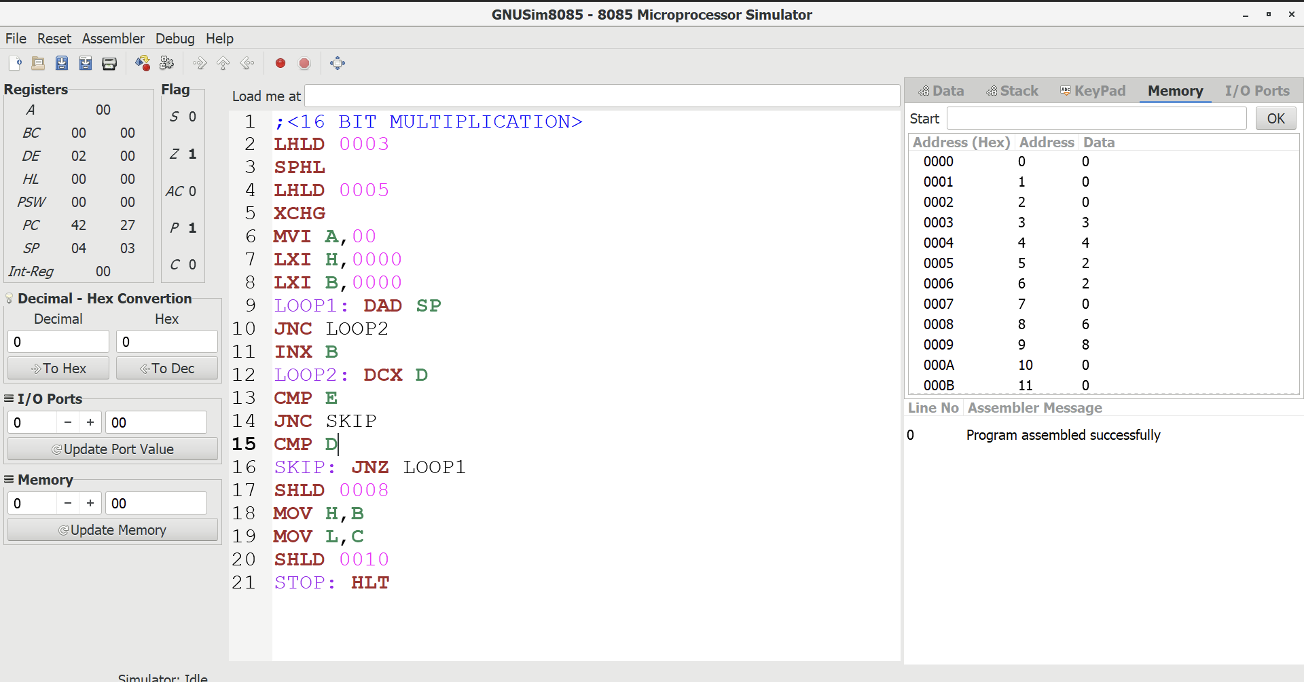 GNUSim8085 - 8085 Microprocessor Simulator
File Reset Assembler Debug Help
Registers
A 00
BC 00 00
DE 02 00
HL 00 00
PSW 00 00
PC 42 27
SP 04 03
Int-Reg 00
Flag
S 0
Z 1
AC 0
P 1
C 0
Decimal - Hex Convertion
Decimal Hex
0 0
To Hex To Dec
I/O Ports
0 - + 00
Update Port Value
Memory
0 - + 00
Update Memory
Load me at
1 ;<16 BIT MULTIPLICATION>
2 LHLD 0003
3 SPHL
4 LHLD 0005
5 XCHG
6 MVI A,00
7 LXI H,0000
8 LXI B,0000
9 LOOP1: DAD SP
10 JNC LOOP2
11 INX B
12 LOOP2: DCX D
13 CMP E
14 JNC SKIP
15 CMP D
16 SKIP: JNZ LOOP1
17 SHLD 0008
18 MOV H,B
19 MOV L,C
20 SHLD 0010
21 STOP: HLT
Data Stack KeyPad Memory I/O Ports
Start OK
Address (Hex) Address Data
0000 0 0
0001 1 0
0002 2 0
0003 3 3
0004 4 4
0005 5 2
0006 6 2
0007 7 0
0008 8 6
0009 9 8
000A 10 0
000B 11 0
Line No Assembler Message
0 Program assembled successfully
Simulator: Idle